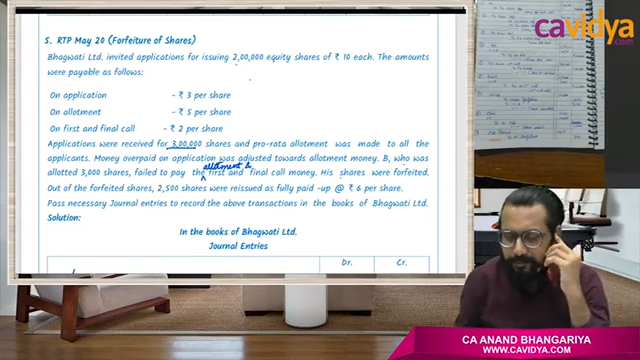 5. RTP May 20 (Forfeiture of Shares)
Bhagwati Ltd. invited applications for issuing 2,00,000 equity shares of ₹ 10 each. The amounts
were payable as follows:
On application - ₹ 3 per share
On allotment - ₹ 5 per share
On first and final call - ₹ 2 per share
Applications were received for 3,00,000 shares and pro-rata allotment was made to all the
applicants. Money overpaid on application was adjusted towards allotment money. B, who was
allotment &
allotted 3,000 shares, failed to pay the first and final call money. His shares were forfeited.
Out of the forfeited shares, 2,500 shares were reissued as fully paid -up @ ₹ 6 per share.
Pass necessary Journal entries to record the above transactions in the books of Bhagwati Ltd.
Solution:
In the books of Bhagwati Ltd.
Journal Entries
Dr. Cr.
cavidya
.com
CA ANAND BHANGARIYA
WWW.CAVIDYA.COM